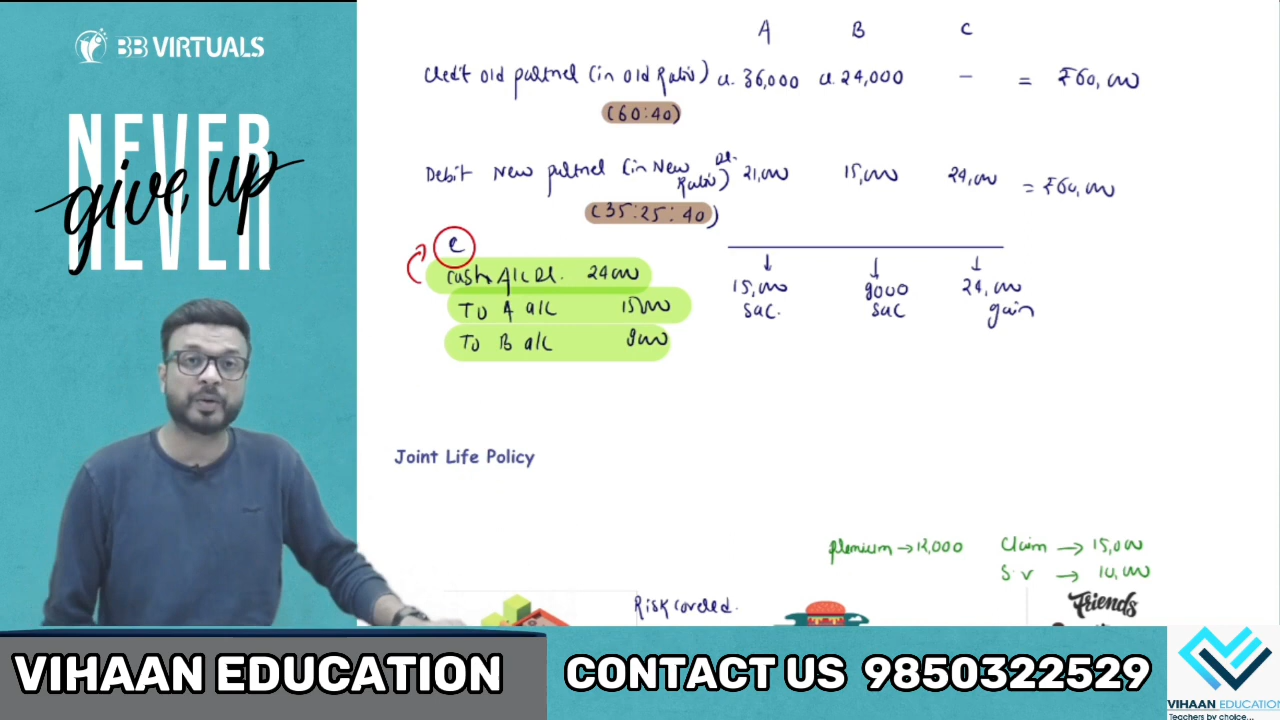 BB VIRTUALS
NEVER
give up
NEVER
A B C
Credit old partner (in old Ratio) cr. 36,000 cr. 24,000 – = ₹60,000
(60:40)
Debit New partner (in New Ratio) Dr. 21,000 15,000 24,000 = ₹60,000
(35:25:40)
C
Cash A/c Dr. 24000
To A a/c 15000
To B a/c 9000
15,000 9000 24,000
sac. sac gain
Joint Life Policy
premium → 12,000 Claim → 15,000
S.V → 10,000
Risk covered.
Friends
VIHAAN EDUCATION
CONTACT US 9850322529
VIHAAN EDUCATION
Teachers by choice...